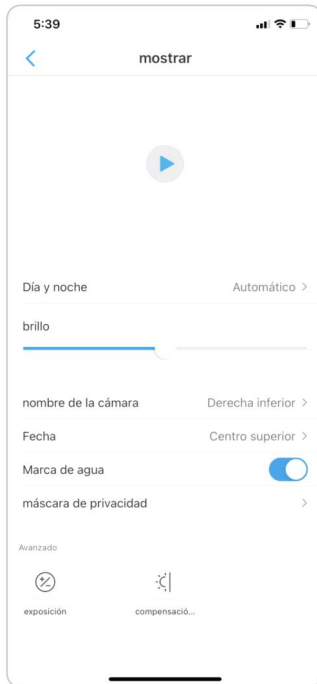 5:39
mostrar
Día y noche Automático
brillo
nombre de la cámara Derecha inferior
Fecha Centro superior
Marca de agua
máscara de privacidad
Avanzado
exposición compensació...